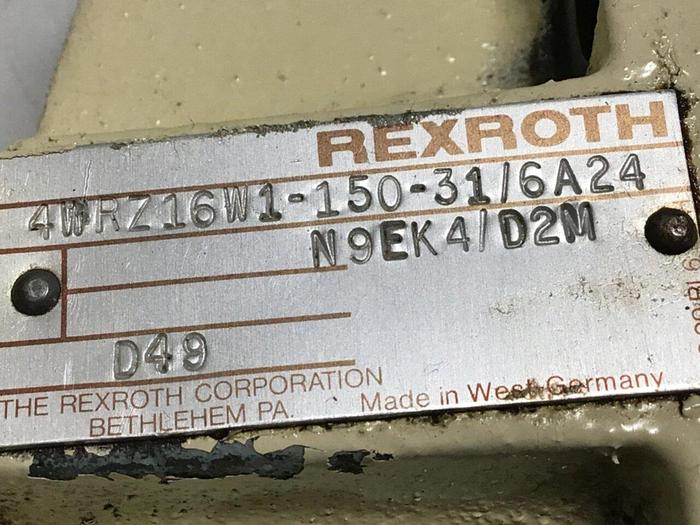 REXROTH
4WRZ16W1-150-31/6A24
N9EK4/D2M
D49
THE REXROTH CORPORATION
BETHLEHEM PA.
Made in West Germany